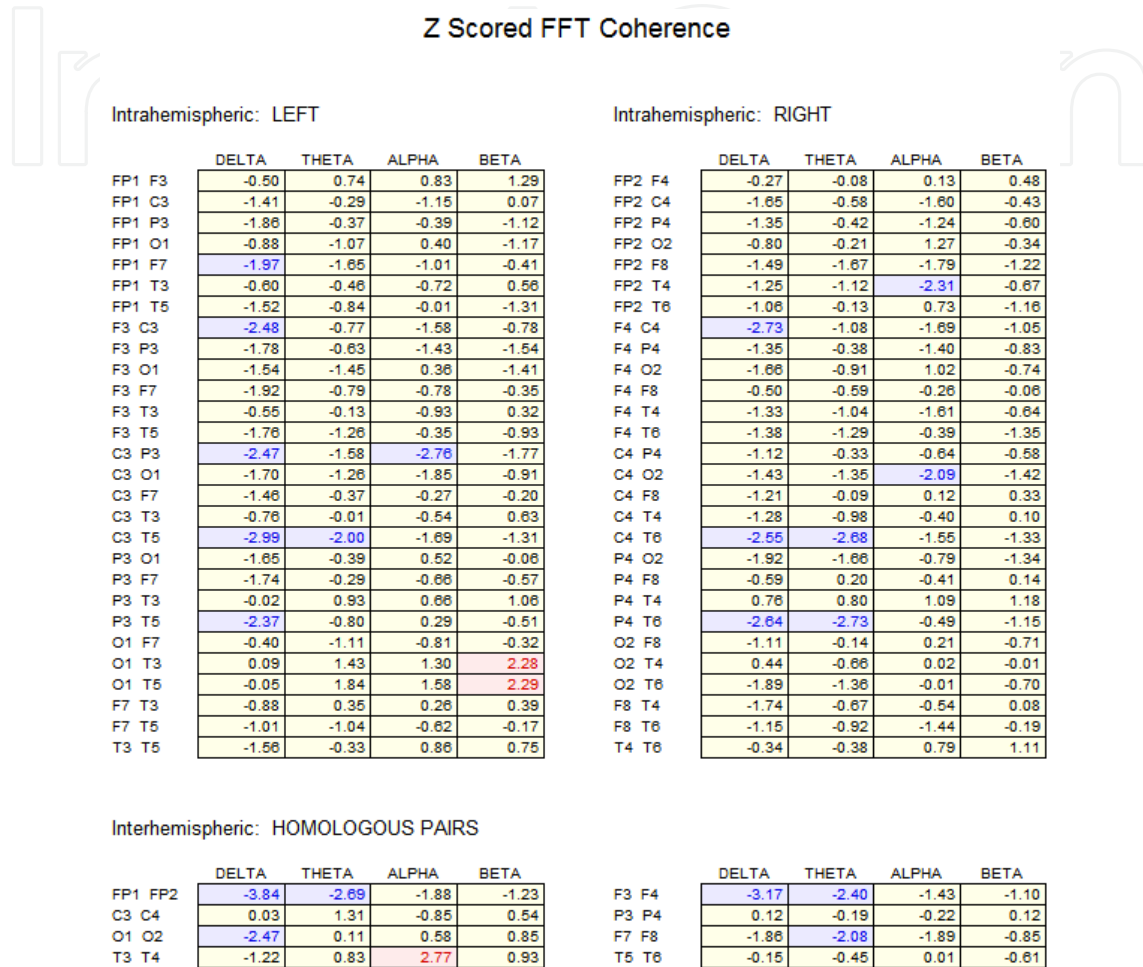 Z Scored FFT Coherence
Intrahemispheric: LEFT
DELTA THETA ALPHA BETA
FP1 F3 -0.50 0.74 0.83 1.29
FP1 C3 -1.41 -0.29 -1.15 0.07
FP1 P3 -1.86 -0.37 -0.39 -1.12
FP1 O1 -0.88 -1.07 0.40 -1.17
FP1 F7 -1.97 -1.65 -1.01 -0.41
FP1 T3 -0.60 -0.46 -0.72 0.56
FP1 T5 -1.52 -0.84 -0.01 -1.31
F3 C3 -2.48 -0.77 -1.58 -0.78
F3 P3 -1.78 -0.63 -1.43 -1.54
F3 O1 -1.54 -1.45 0.36 -1.41
F3 F7 -1.92 -0.79 -0.78 -0.35
F3 T3 -0.55 -0.13 -0.93 0.32
F3 T5 -1.76 -1.26 -0.35 -0.93
C3 P3 -2.47 -1.58 -2.76 -1.77
C3 O1 -1.70 -1.26 -1.85 -0.91
C3 F7 -1.46 -0.37 -0.27 -0.20
C3 T3 -0.76 -0.01 -0.54 0.63
C3 T5 -2.99 -2.00 -1.69 -1.31
P3 O1 -1.65 -0.39 0.52 -0.06
P3 F7 -1.74 -0.29 -0.66 -0.57
P3 T3 -0.02 0.93 0.66 1.06
P3 T5 -2.37 -0.80 0.29 -0.51
O1 F7 -0.40 -1.11 -0.81 -0.32
O1 T3 0.09 1.43 1.30 2.28
O1 T5 -0.05 1.84 1.58 2.29
F7 T3 -0.88 0.35 0.26 0.39
F7 T5 -1.01 -1.04 -0.62 -0.17
T3 T5 -1.56 -0.33 0.86 0.75
Intrahemispheric: RIGHT
DELTA THETA ALPHA BETA
FP2 F4 -0.27 -0.08 0.13 0.48
FP2 C4 -1.65 -0.58 -1.60 -0.43
FP2 P4 -1.35 -0.42 -1.24 -0.60
FP2 O2 -0.80 -0.21 1.27 -0.34
FP2 F8 -1.49 -1.67 -1.79 -1.22
FP2 T4 -1.25 -1.12 -2.31 -0.67
FP2 T6 -1.06 -0.13 0.73 -1.16
F4 C4 -2.73 -1.08 -1.69 -1.05
F4 P4 -1.35 -0.38 -1.40 -0.83
F4 O2 -1.66 -0.91 1.02 -0.74
F4 F8 -0.50 -0.59 -0.26 -0.06
F4 T4 -1.33 -1.04 -1.61 -0.64
F4 T6 -1.38 -1.29 -0.39 -1.35
C4 P4 -1.12 -0.33 -0.64 -0.58
C4 O2 -1.43 -1.35 -2.09 -1.42
C4 F8 -1.21 -0.09 0.12 0.33
C4 T4 -1.28 -0.98 -0.40 0.10
C4 T6 -2.55 -2.68 -1.55 -1.33
P4 O2 -1.92 -1.66 -0.79 -1.34
P4 F8 -0.59 0.20 -0.41 0.14
P4 T4 0.76 0.80 1.09 1.18
P4 T6 -2.64 -2.73 -0.49 -1.15
O2 F8 -1.11 -0.14 0.21 -0.71
O2 T4 0.44 -0.66 0.02 -0.01
O2 T6 -1.89 -1.36 -0.01 -0.70
F8 T4 -1.74 -0.67 -0.54 0.08
F8 T6 -1.15 -0.92 -1.44 -0.19
T4 T6 -0.34 -0.38 0.79 1.11
Interhemispheric: HOMOLOGOUS PAIRS
DELTA THETA ALPHA BETA
FP1 FP2 -3.84 -2.69 -1.88 -1.23
C3 C4 0.03 1.31 -0.85 0.54
O1 O2 -2.47 0.11 0.58 0.85
T3 T4 -1.22 0.83 2.77 0.93
DELTA THETA ALPHA BETA
F3 F4 -3.17 -2.40 -1.43 -1.10
P3 P4 0.12 -0.19 -0.22 0.12
F7 F8 -1.86 -2.08 -1.89 -0.85
T5 T6 -0.15 -0.45 0.01 -0.61